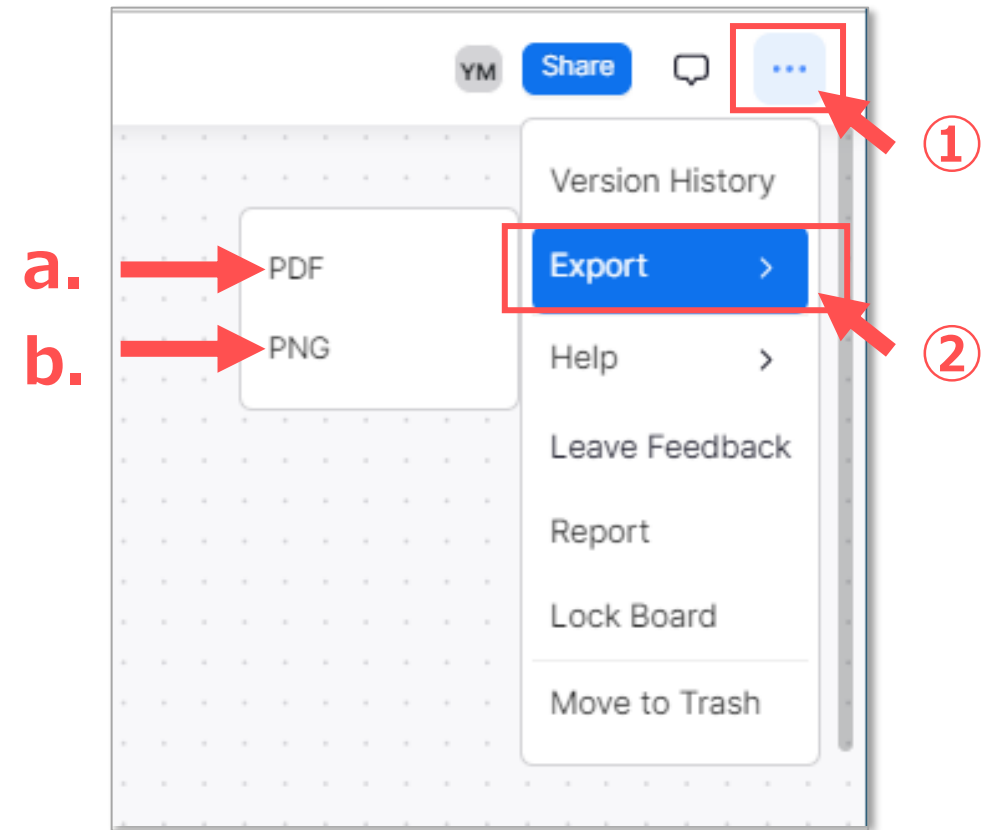 YM Share ...
①
Version History
a. PDF Export >
b. PNG
②
Help >
Leave Feedback
Report
Lock Board
Move to Trash